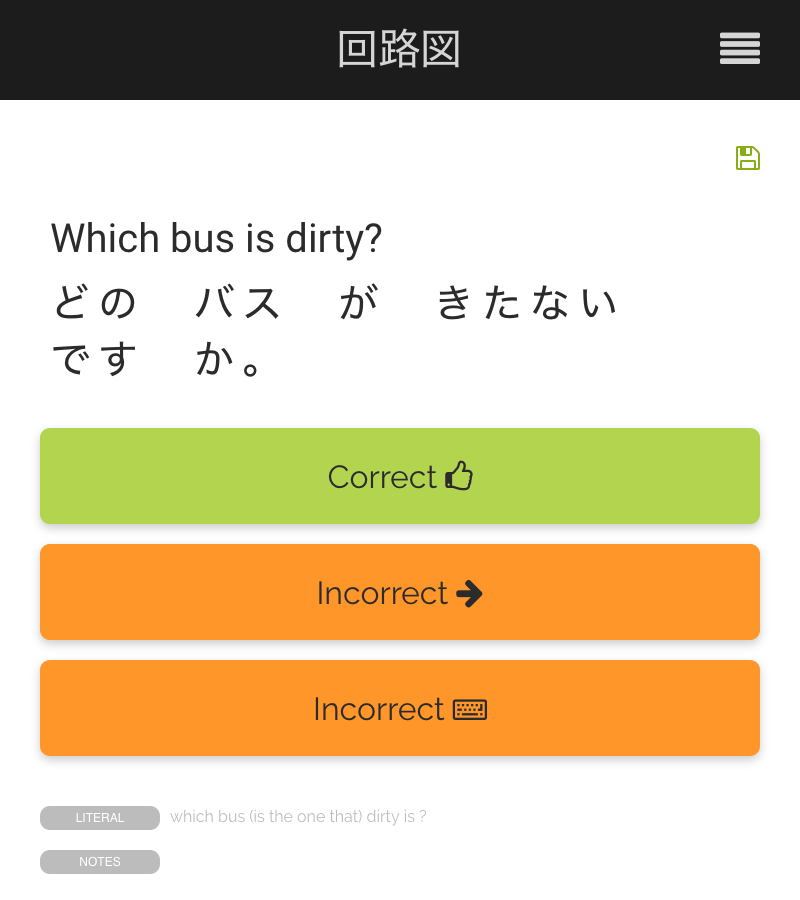 回路図
Which bus is dirty?
どの　バス　が　きたない
です　か。
Correct
Incorrect
Incorrect
LITERAL which bus (is the one that) dirty is ?
NOTES